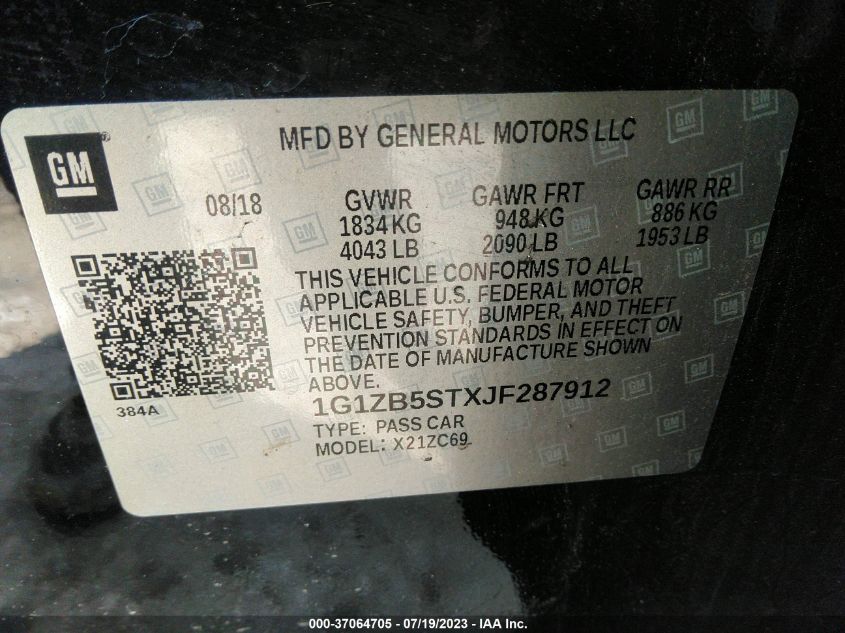 GM
MFD BY GENERAL MOTORS LLC
08/18 GVWR GAWR FRT GAWR RR
1834 KG 948 KG 886 KG
4043 LB 2090 LB 1953 LB
THIS VEHICLE CONFORMS TO ALL
APPLICABLE U.S. FEDERAL MOTOR
VEHICLE SAFETY, BUMPER, AND THEFT
PREVENTION STANDARDS IN EFFECT ON
THE DATE OF MANUFACTURE SHOWN
ABOVE.
384A
1G1ZB5STXJF287912
TYPE: PASS CAR
MODEL: X21ZC69
000-37064705 - 07/19/2023 - IAA Inc.